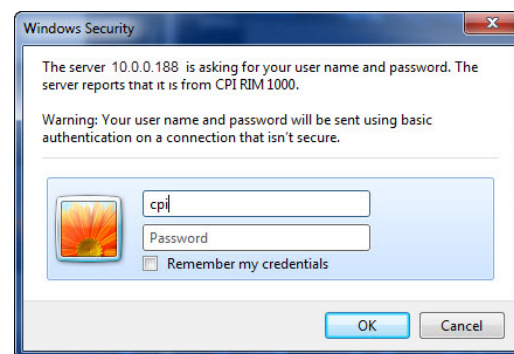 Windows Security
The server 10.0.0.188 is asking for your user name and password. The
server reports that it is from CPI RIM 1000.
Warning: Your user name and password will be sent using basic
authentication on a connection that isn't secure.
cpi
Password
Remember my credentials
OK Cancel